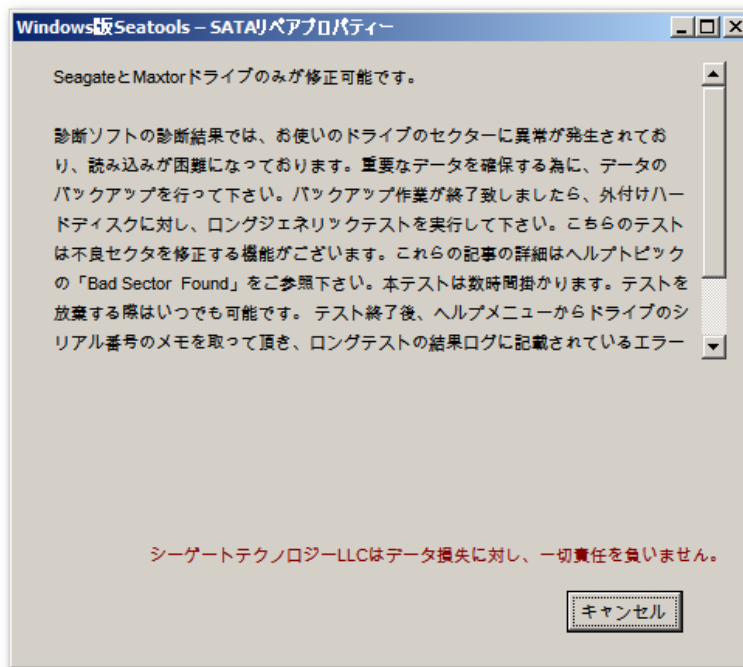 Windows版Seatools – SATAリペアプロパティー
SeagateとMaxtorドライブのみが修正可能です。
診断ソフトの診断結果では、お使いのドライブのセクターに異常が発生されてお
り、読み込みが困難になっております。重要なデータを確保する為に、データの
バックアップを行って下さい。バックアップ作業が終了致しましたら、外付けハー
ドディスクに対し、ロングジェネリックテストを実行して下さい。こちらのテスト
は不良セクタを修正する機能がございます。これらの記事の詳細はヘルプトピック
の「Bad Sector Found」をご参照下さい。本テストは数時間掛かります。テストを
放棄する際はいつでも可能です。 テスト終了後、ヘルプメニューからドライブのシ
リアル番号のメモを取って頂き、ロングテストの結果ログに記載されているエラー
シーゲートテクノロジーLLCはデータ損失に対し、一切責任を負いません。
キャンセル